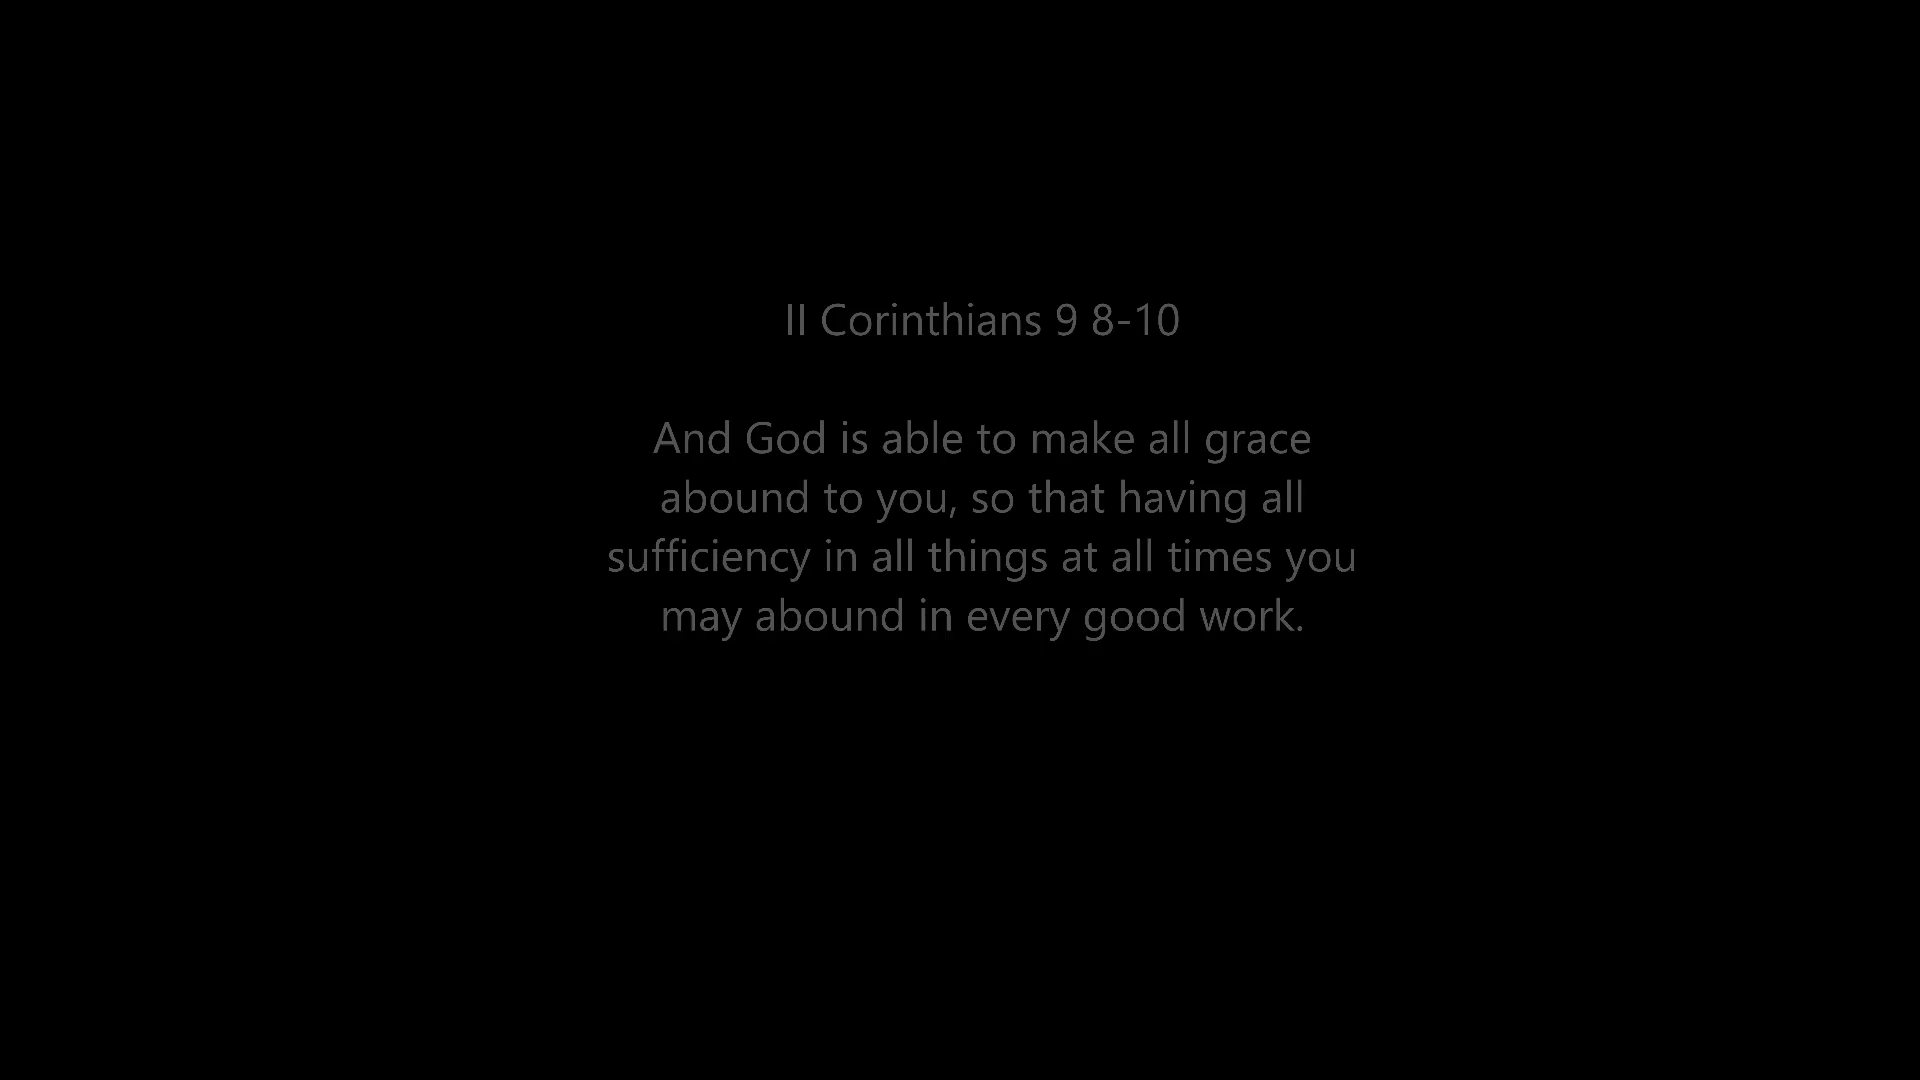 II Corinthians 9 8-10
And God is able to make all grace
abound to you, so that having all
sufficiency in all things at all times you
may abound in every good work.